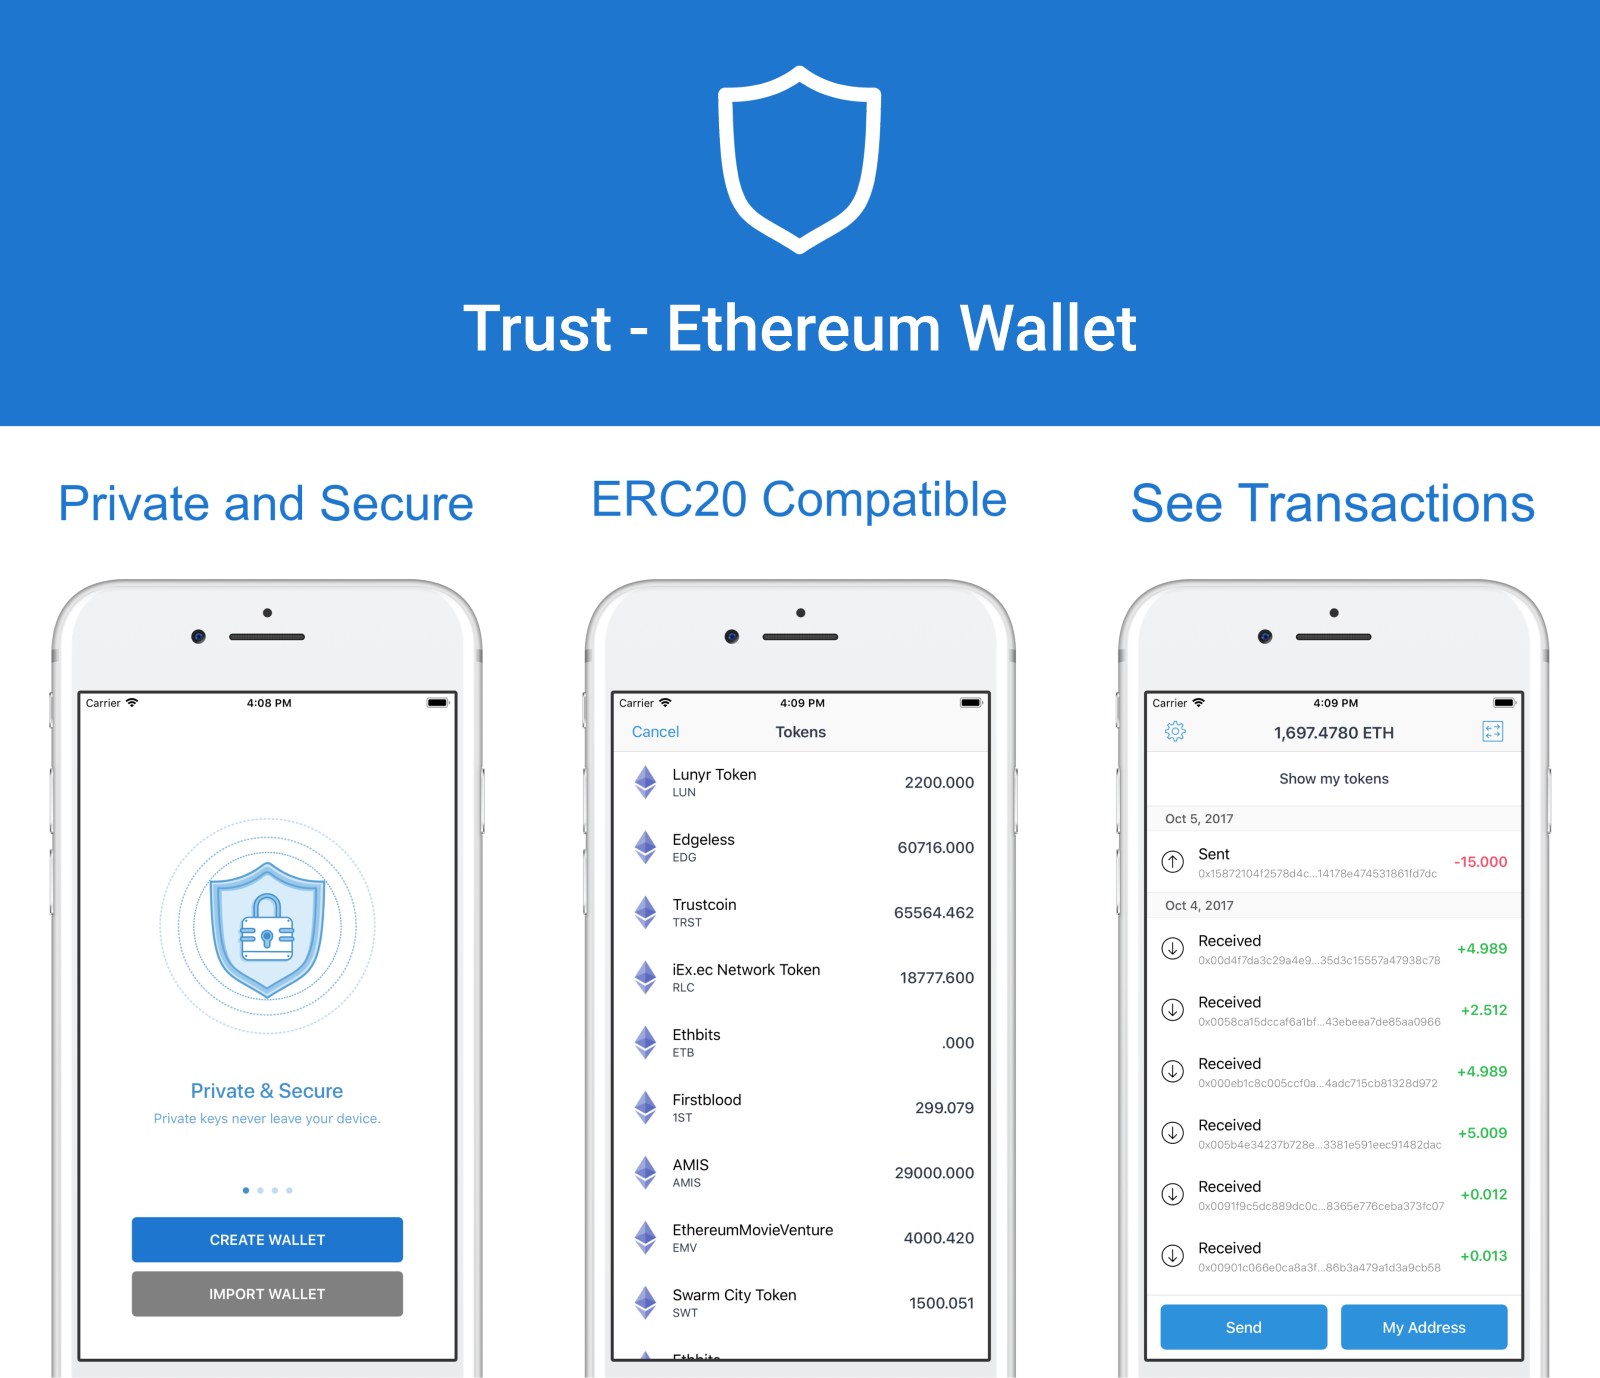 Trust - Ethereum Wallet
Private and Secure
Carrier
4:08 PM
Private & Secure
Private keys never leave your device.
CREATE WALLET
IMPORT WALLET
ERC20 Compatible
Carrier
4:09 PM
Cancel
Tokens
Lunyr Token
LUN
2200.000
Edgeless
EDG
60716.000
Trustcoin
TRST
65564.462
iEx.ec Network Token
RLC
18777.600
Ethbits
ETB
.000
Firstblood
1ST
299.079
AMIS
AMIS
29000.000
EthereumMovieVenture
EMV
4000.420
Swarm City Token
SWT
1500.051
Ethbits
See Transactions
Carrier
4:09 PM
1,697.4780 ETH
Show my tokens
Oct 5, 2017
Sent
0x15872104f2578d4c...14178e474531861fd7dc
-15.000
Oct 4, 2017
Received
0x00d4f7da3c29a4e9...35d3c15557a47938c78
+4.989
Received
0x0058ca15dccaf6a1bf...43ebeea7de85aa0966
+2.512
Received
0x000eb1c8c005ccf0a...4adc715cb81328d972
+4.989
Received
0x005b4e34237b728e...3381e591eec91482dac
+5.009
Received
0x0091f9c5dc889dc0c...8365e776ceba373fc07
+0.012
Received
0x00901c066e0ca8a3f...86b3a479a1d3a9cb58
+0.013
Send
My Address